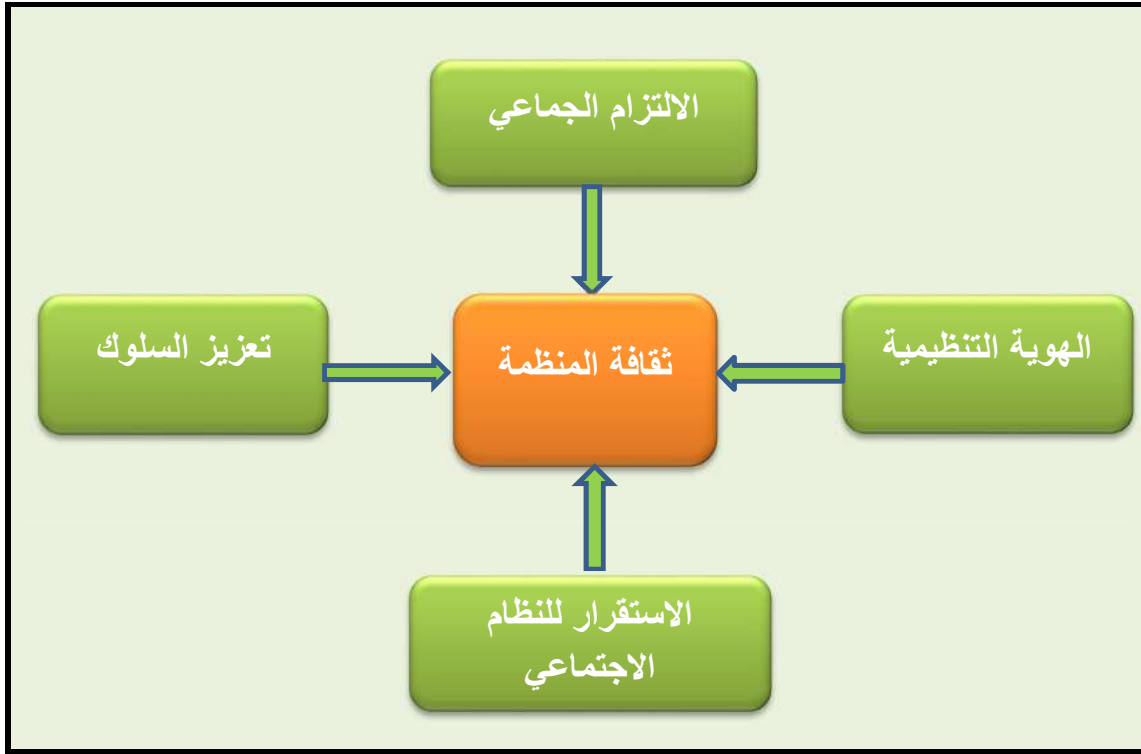 الالتزام الجماعي
الهوية التنظيمية
ثقافة المنظمة
تعزيز السلوك
الاستقرار للنظام
الاجتماعي